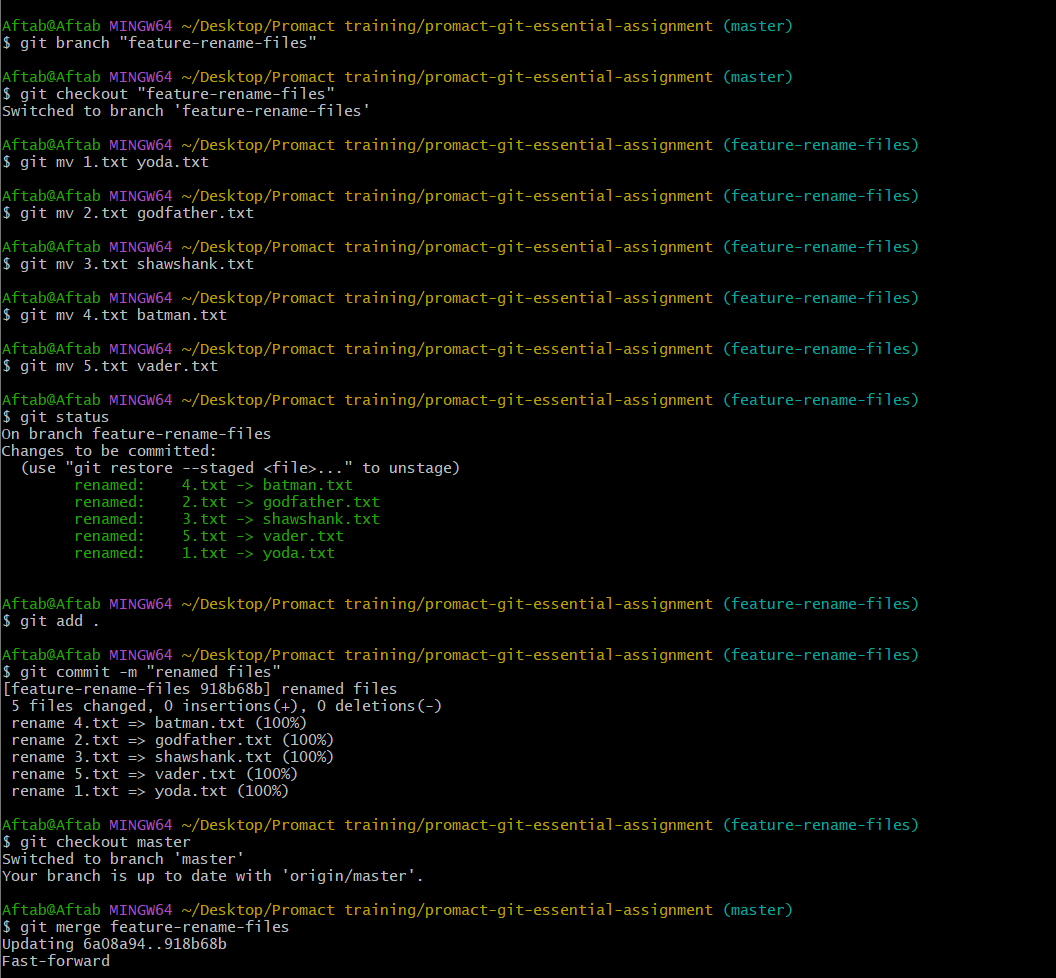 Aftab@Aftab MINGW64 ~/Desktop/Promact training/promact-git-essential-assignment (master)
$ git branch "feature-rename-files"
Aftab@Aftab MINGW64 ~/Desktop/Promact training/promact-git-essential-assignment (master)
$ git checkout "feature-rename-files"
Switched to branch 'feature-rename-files'
Aftab@Aftab MINGW64 ~/Desktop/Promact training/promact-git-essential-assignment (feature-rename-files)
$ git mv 1.txt yoda.txt
Aftab@Aftab MINGW64 ~/Desktop/Promact training/promact-git-essential-assignment (feature-rename-files)
$ git mv 2.txt godfather.txt
Aftab@Aftab MINGW64 ~/Desktop/Promact training/promact-git-essential-assignment (feature-rename-files)
$ git mv 3.txt shawshank.txt
Aftab@Aftab MINGW64 ~/Desktop/Promact training/promact-git-essential-assignment (feature-rename-files)
$ git mv 4.txt batman.txt
Aftab@Aftab MINGW64 ~/Desktop/Promact training/promact-git-essential-assignment (feature-rename-files)
$ git mv 5.txt vader.txt
Aftab@Aftab MINGW64 ~/Desktop/Promact training/promact-git-essential-assignment (feature-rename-files)
$ git status
On branch feature-rename-files
Changes to be committed:
  (use "git restore --staged <file>..." to unstage)
        renamed:    4.txt -> batman.txt
        renamed:    2.txt -> godfather.txt
        renamed:    3.txt -> shawshank.txt
        renamed:    5.txt -> vader.txt
        renamed:    1.txt -> yoda.txt
Aftab@Aftab MINGW64 ~/Desktop/Promact training/promact-git-essential-assignment (feature-rename-files)
$ git add .
Aftab@Aftab MINGW64 ~/Desktop/Promact training/promact-git-essential-assignment (feature-rename-files)
$ git commit -m "renamed files"
[feature-rename-files 918b68b] renamed files
 5 files changed, 0 insertions(+), 0 deletions(-)
 rename 4.txt => batman.txt (100%)
 rename 2.txt => godfather.txt (100%)
 rename 3.txt => shawshank.txt (100%)
 rename 5.txt => vader.txt (100%)
 rename 1.txt => yoda.txt (100%)
Aftab@Aftab MINGW64 ~/Desktop/Promact training/promact-git-essential-assignment (feature-rename-files)
$ git checkout master
Switched to branch 'master'
Your branch is up to date with 'origin/master'.
Aftab@Aftab MINGW64 ~/Desktop/Promact training/promact-git-essential-assignment (master)
$ git merge feature-rename-files
Updating 6a08a94..918b68b
Fast-forward